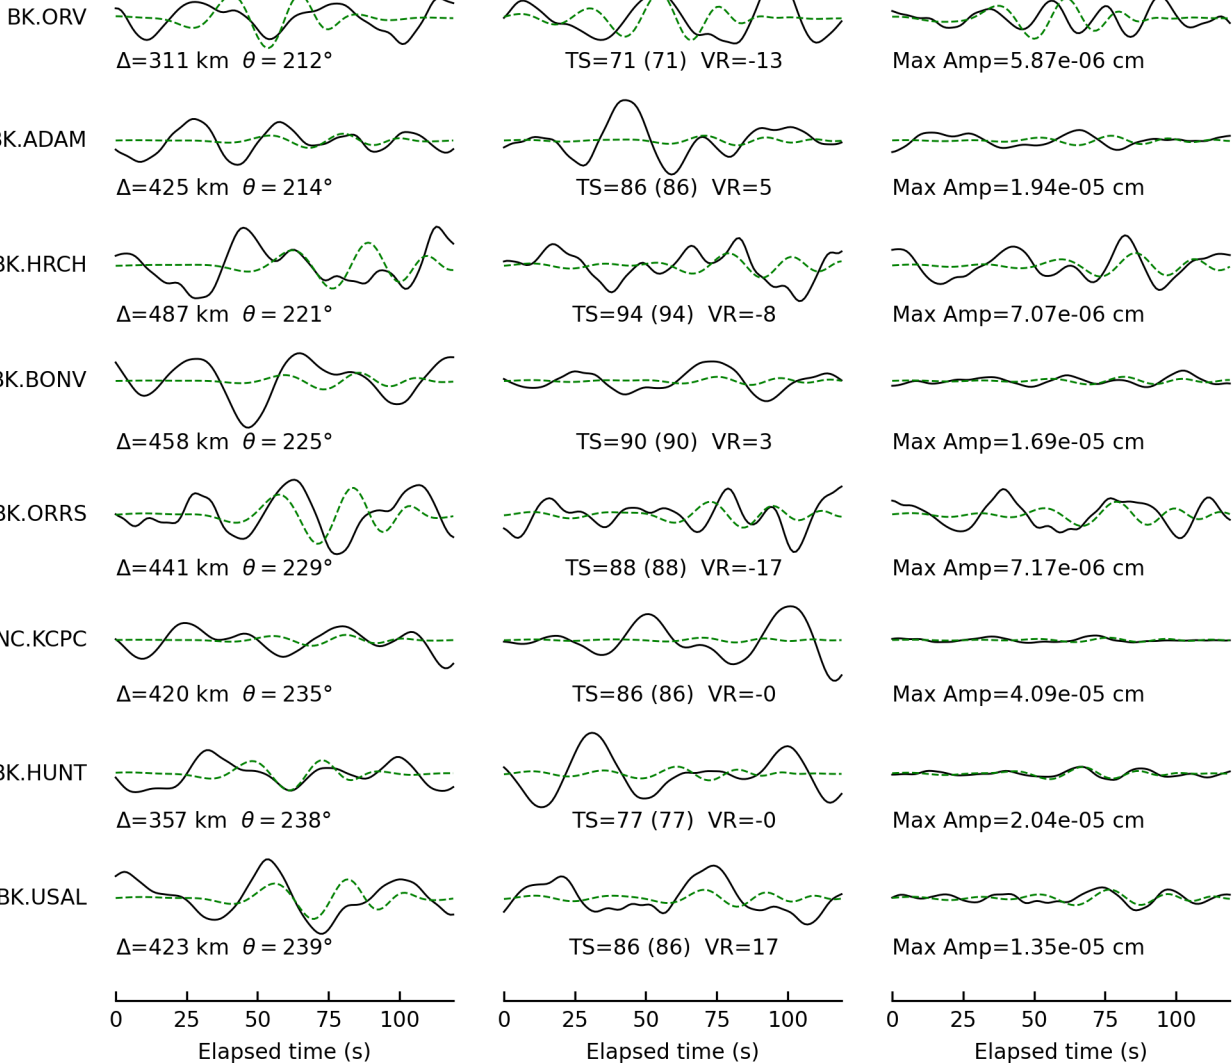 BK.ORV
Δ=311 km θ = 212° TS=71 (71) VR=-13 Max Amp=5.87e-06 cm
BK.ADAM
Δ=425 km θ = 214° TS=86 (86) VR=5 Max Amp=1.94e-05 cm
BK.HRCH
Δ=487 km θ = 221° TS=94 (94) VR=-8 Max Amp=7.07e-06 cm
BK.BONV
Δ=458 km θ = 225° TS=90 (90) VR=3 Max Amp=1.69e-05 cm
BK.ORRS
Δ=441 km θ = 229° TS=88 (88) VR=-17 Max Amp=7.17e-06 cm
NC.KCPC
Δ=420 km θ = 235° TS=86 (86) VR=-0 Max Amp=4.09e-05 cm
BK.HUNT
Δ=357 km θ = 238° TS=77 (77) VR=-0 Max Amp=2.04e-05 cm
BK.USAL
Δ=423 km θ = 239° TS=86 (86) VR=17 Max Amp=1.35e-05 cm
0 25 50 75 100 0 25 50 75 100 0 25 50 75 100
Elapsed time (s) Elapsed time (s) Elapsed time (s)